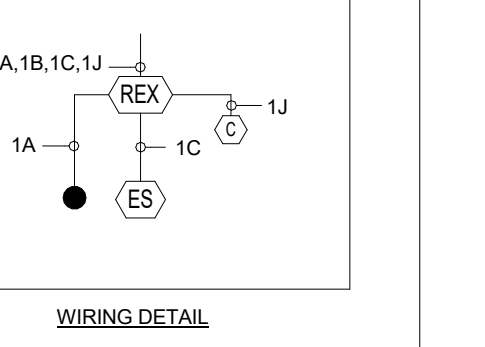 A,1B,1C,1J
REX
1J
C
1A
1C
ES
WIRING DETAIL